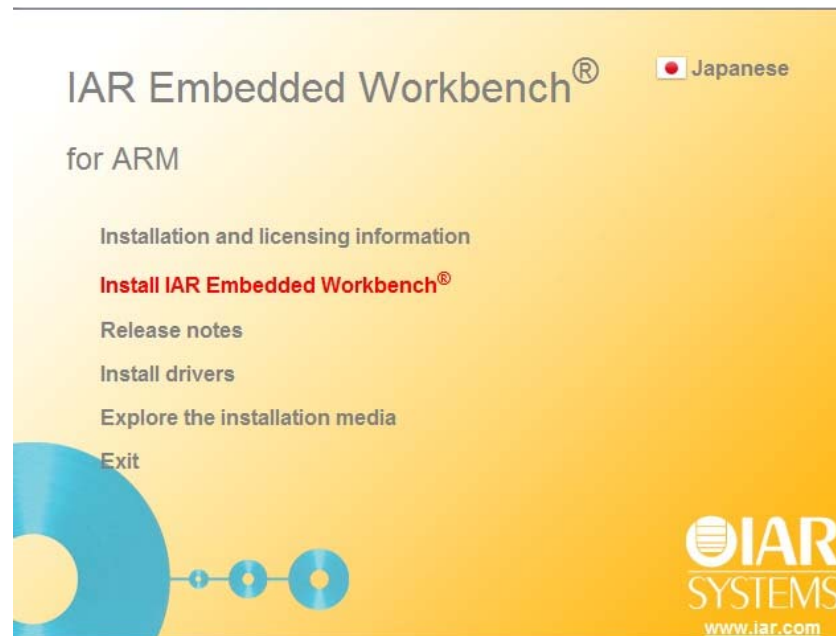 IAR Embedded Workbench®
Japanese
for ARM
Installation and licensing information
Install IAR Embedded Workbench®
Release notes
Install drivers
Explore the installation media
Exit
IAR
SYSTEMS
www.iar.com